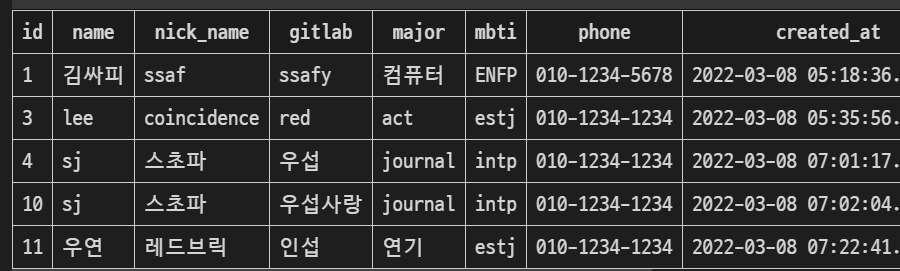 id name nick_name gitlab major mbti phone created_at
1 김싸피 ssaf ssafy 컴퓨터 ENFP 010-1234-5678 2022-03-08 05:18:36.
3 lee coincidence red act estj 010-1234-1234 2022-03-08 05:35:56.
4 sj 스초파 우섭 journal intp 010-1234-1234 2022-03-08 07:01:17.
10 sj 스초파 우섭사랑 journal intp 010-1234-1234 2022-03-08 07:02:04.
11 우연 레드브릭 인섭 연기 estj 010-1234-1234 2022-03-08 07:22:41.